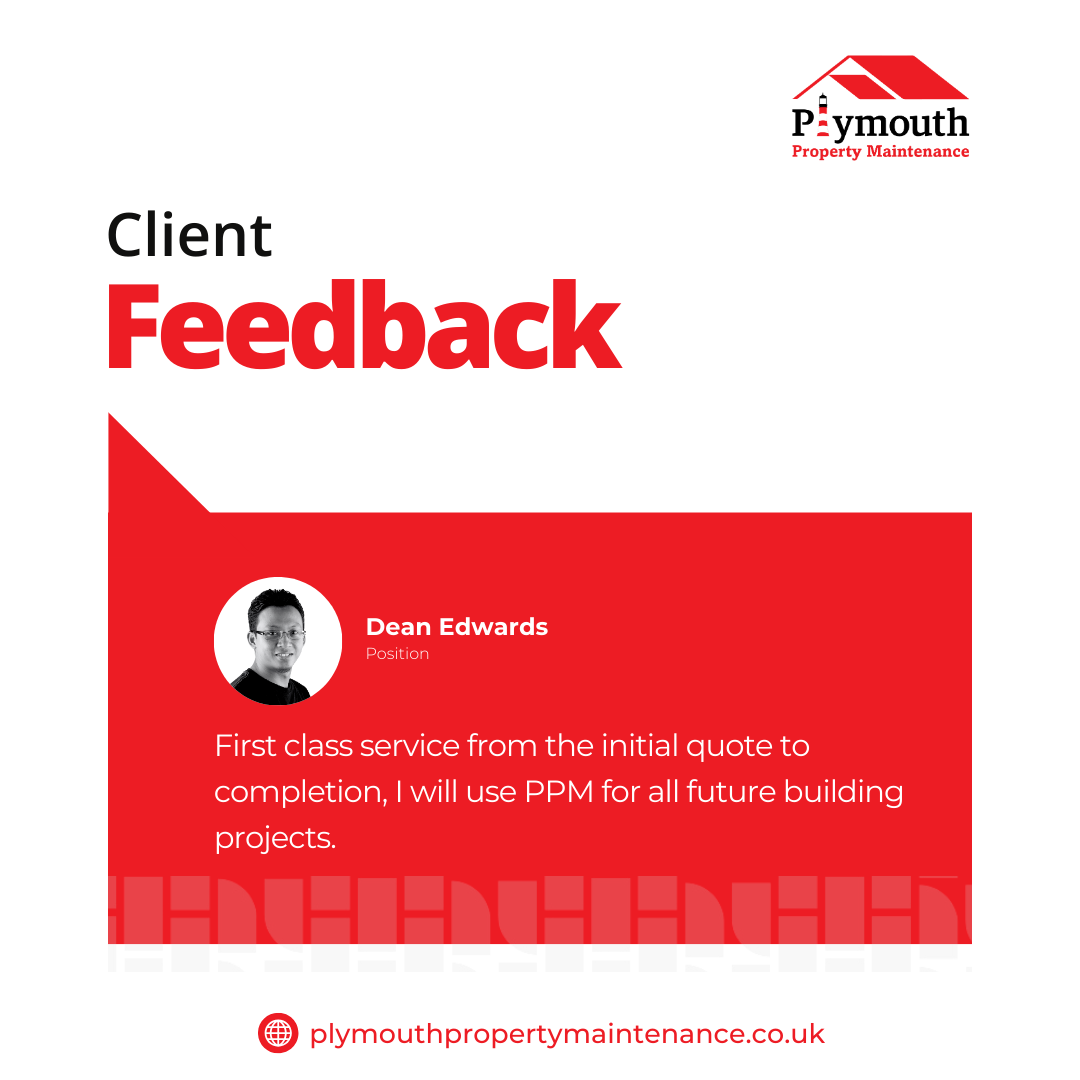 Plymouth
Property Maintenance
Client
Feedback
Dean Edwards
Position
First class service from the initial quote to
completion, I will use PPM for all future building
projects.
plymouthpropertymaintenance.co.uk